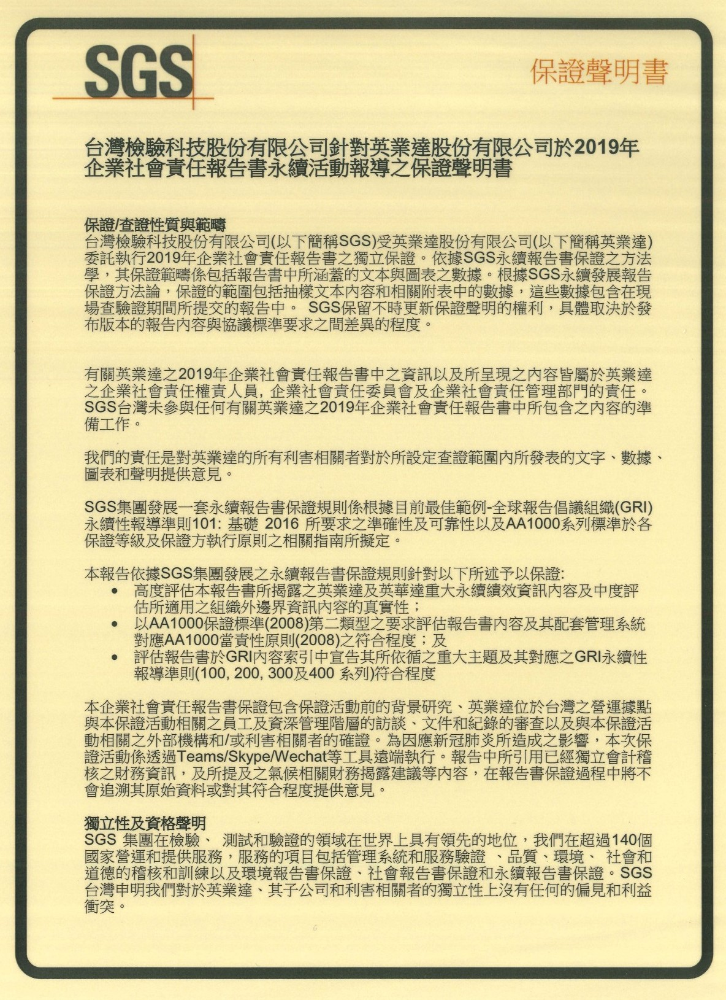 SGS
保證聲明書
台灣檢驗科技股份有限公司針對英業達股份有限公司於2019年
企業社會責任報告書永續活動報導之保證聲明書
保證/查證性質與範疇
台灣檢驗科技股份有限公司(以下簡稱SGS)受英業達股份有限公司(以下簡稱英業達)
委託執行2019年企業社會責任報告書之獨立保證。依據SGS永續報告書保證之方法
學，其保證範疇係包括報告書中所涵蓋的文本與圖表之數據。根據SGS永續發展報告
保證方法論，保證的範圍包括抽樣文本內容和相關附表中的數據，這些數據包含在現
場查驗證期間所提交的報告中。 SGS保留不時更新保證聲明的權利，具體取決於發
布版本的報告內容與協議標準要求之間差異的程度。
有關英業達之2019年企業社會責任報告書中之資訊以及所呈現之內容皆屬於英業達
之企業社會責任權責人員, 企業社會責任委員會及企業社會責任管理部門的責任。
SGS台灣未參與任何有關英業達之2019年企業社會責任報告書中所包含之內容的準
備工作。
我們的責任是對英業達的所有利害相關者對於所設定查證範圍內所發表的文字、數據、
圖表和聲明提供意見。
SGS集團發展一套永續報告書保證規則係根據目前最佳範例-全球報告倡議組織(GRI)
永續性報導準則101: 基礎 2016 所要求之準確性及可靠性以及AA1000系列標準於各
保證等級及保證方執行原則之相關指南所擬定。
本報告依據SGS集團發展之永續報告書保證規則針對以下所述予以保證:
• 高度評估本報告書所揭露之英業達及英華達重大永續績效資訊內容及中度評
估所適用之組織外邊界資訊內容的真實性；
• 以AA1000保證標準(2008)第二類型之要求評估報告書內容及其配套管理系統
對應AA1000當責性原則(2008)之符合程度；及
• 評估報告書於GRI內容索引中宣告其所依循之重大主題及其對應之GRI永續性
報導準則(100, 200, 300及400 系列)符合程度
本企業社會責任報告書保證包含保證活動前的背景研究、英業達位於台灣之營運據點
與本保證活動相關之員工及資深管理階層的訪談、文件和紀錄的審查以及與本保證活
動相關之外部機構和/或利害相關者的確證。為因應新冠肺炎所造成之影響，本次保
證活動係透過Teams/Skype/Wechat等工具遠端執行。報告中所引用已經獨立會計稽
核之財務資訊，及所提及之氣候相關財務揭露建議等內容，在報告書保證過程中將不
會追溯其原始資料或對其符合程度提供意見。
獨立性及資格聲明
SGS 集團在檢驗、 測試和驗證的領域在世界上具有領先的地位，我們在超過140個
國家營運和提供服務，服務的項目包括管理系統和服務驗證 、品質、環境、 社會和
道德的稽核和訓練以及環境報告書保證、社會報告書保證和永續報告書保證。SGS
台灣申明我們對於英業達、其子公司和利害相關者的獨立性上沒有任何的偏見和利益
衝突。